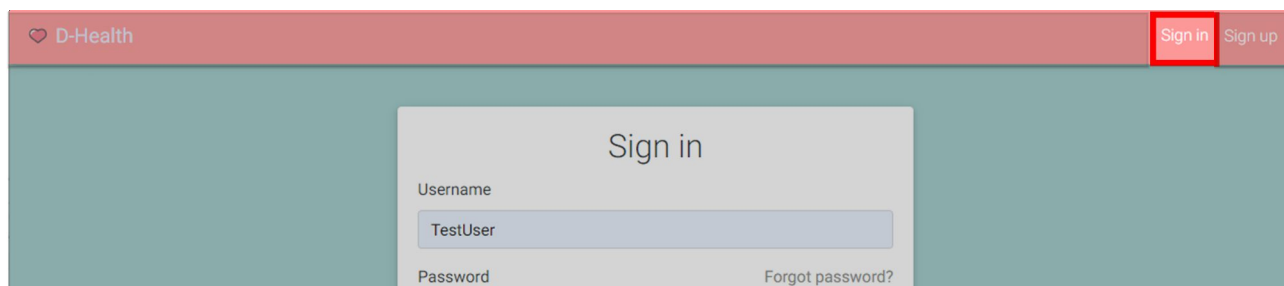 D-Health Sign in Sign up
Sign in
Username
TestUser
Password Forgot password?